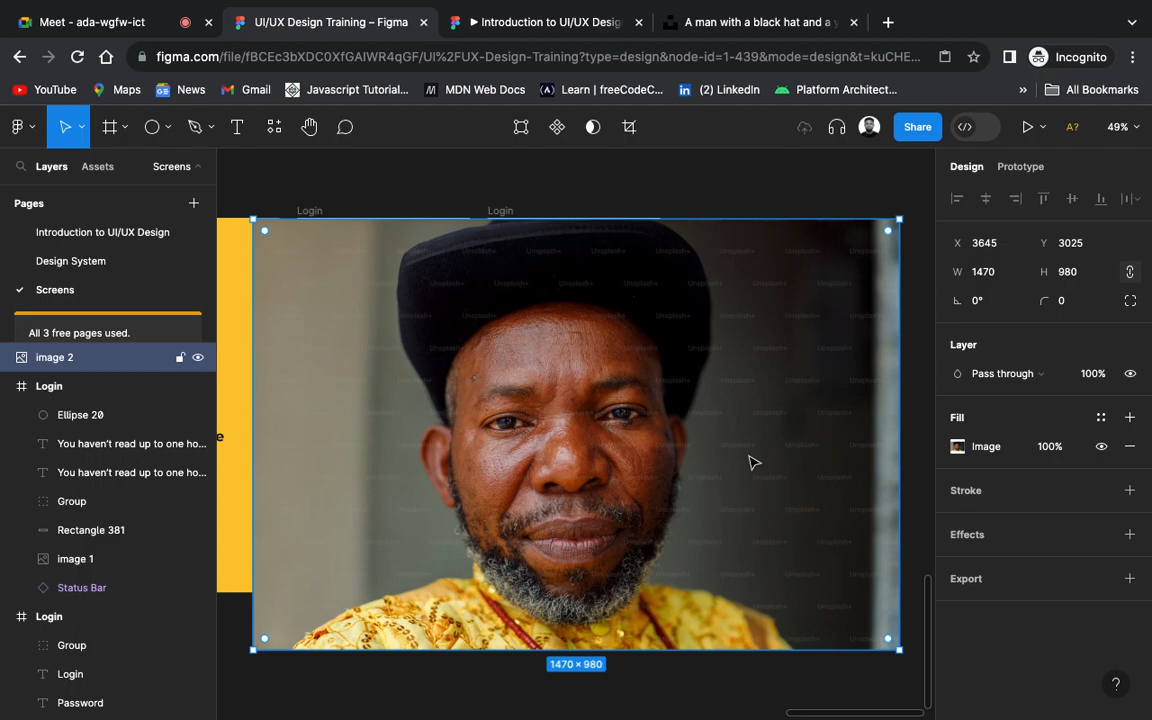 Meet - ada-wgfw-ict
UI/UX Design Training – Figma
Introduction to UI/UX Desig
A man with a black hat and a y
figma.com/file/fBCEc3bXDC0XfGAIWR4qGF/UI%2FUX-Design-Training?type=design&node-id=1-439&mode=design&t=kuCHE...
Incognito
YouTube
Maps
News
Gmail
Javascript Tutorial...
MDN Web Docs
Learn | freeCodeC...
(2) LinkedIn
Platform Architect...
»
All Bookmarks
Share
A?
49%
Layers
Assets
Screens
Pages
Introduction to UI/UX Design
Design System
Screens
All 3 free pages used.
image 2
Login
Ellipse 20
You haven't read up to one ho...
You haven't read up to one ho...
Group
Rectangle 381
image 1
Status Bar
Login
Group
Login
Password
Login
Login
e
Unsplash+
1470 × 980
Design
Prototype
X 3645
Y 3025
W 1470
H 980
0°
0
Layer
Pass through
100%
Fill
Image
100%
Stroke
Effects
Export
?